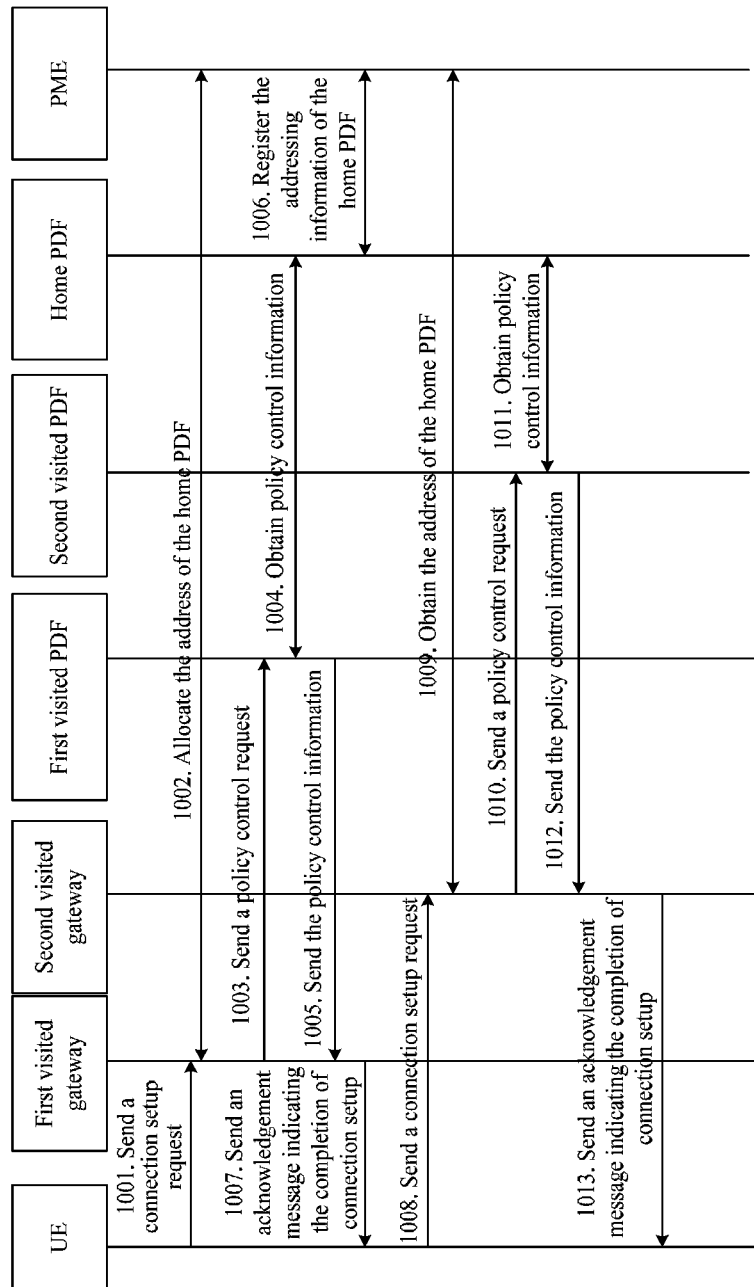 UE
First visited
gateway
Second visited
gateway
First visited PDF
Second visited PDF
Home PDF
PME
1001. Send a
connection setup
request
1002. Allocate the address of the home PDF
1003. Send a policy control request
1004. Obtain policy control information
1005. Send the policy control information
1006. Register the
addressing
information of the
home PDF
1007. Send an
acknowledgement
message indicating
the completion of
connection setup
1008. Send a connection setup request
1009. Obtain the address of the home PDF
1010. Send a policy control request
1011. Obtain policy
control information
1012. Send the policy control information
1013. Send an acknowledgement
message indicating the completion of
connection setup